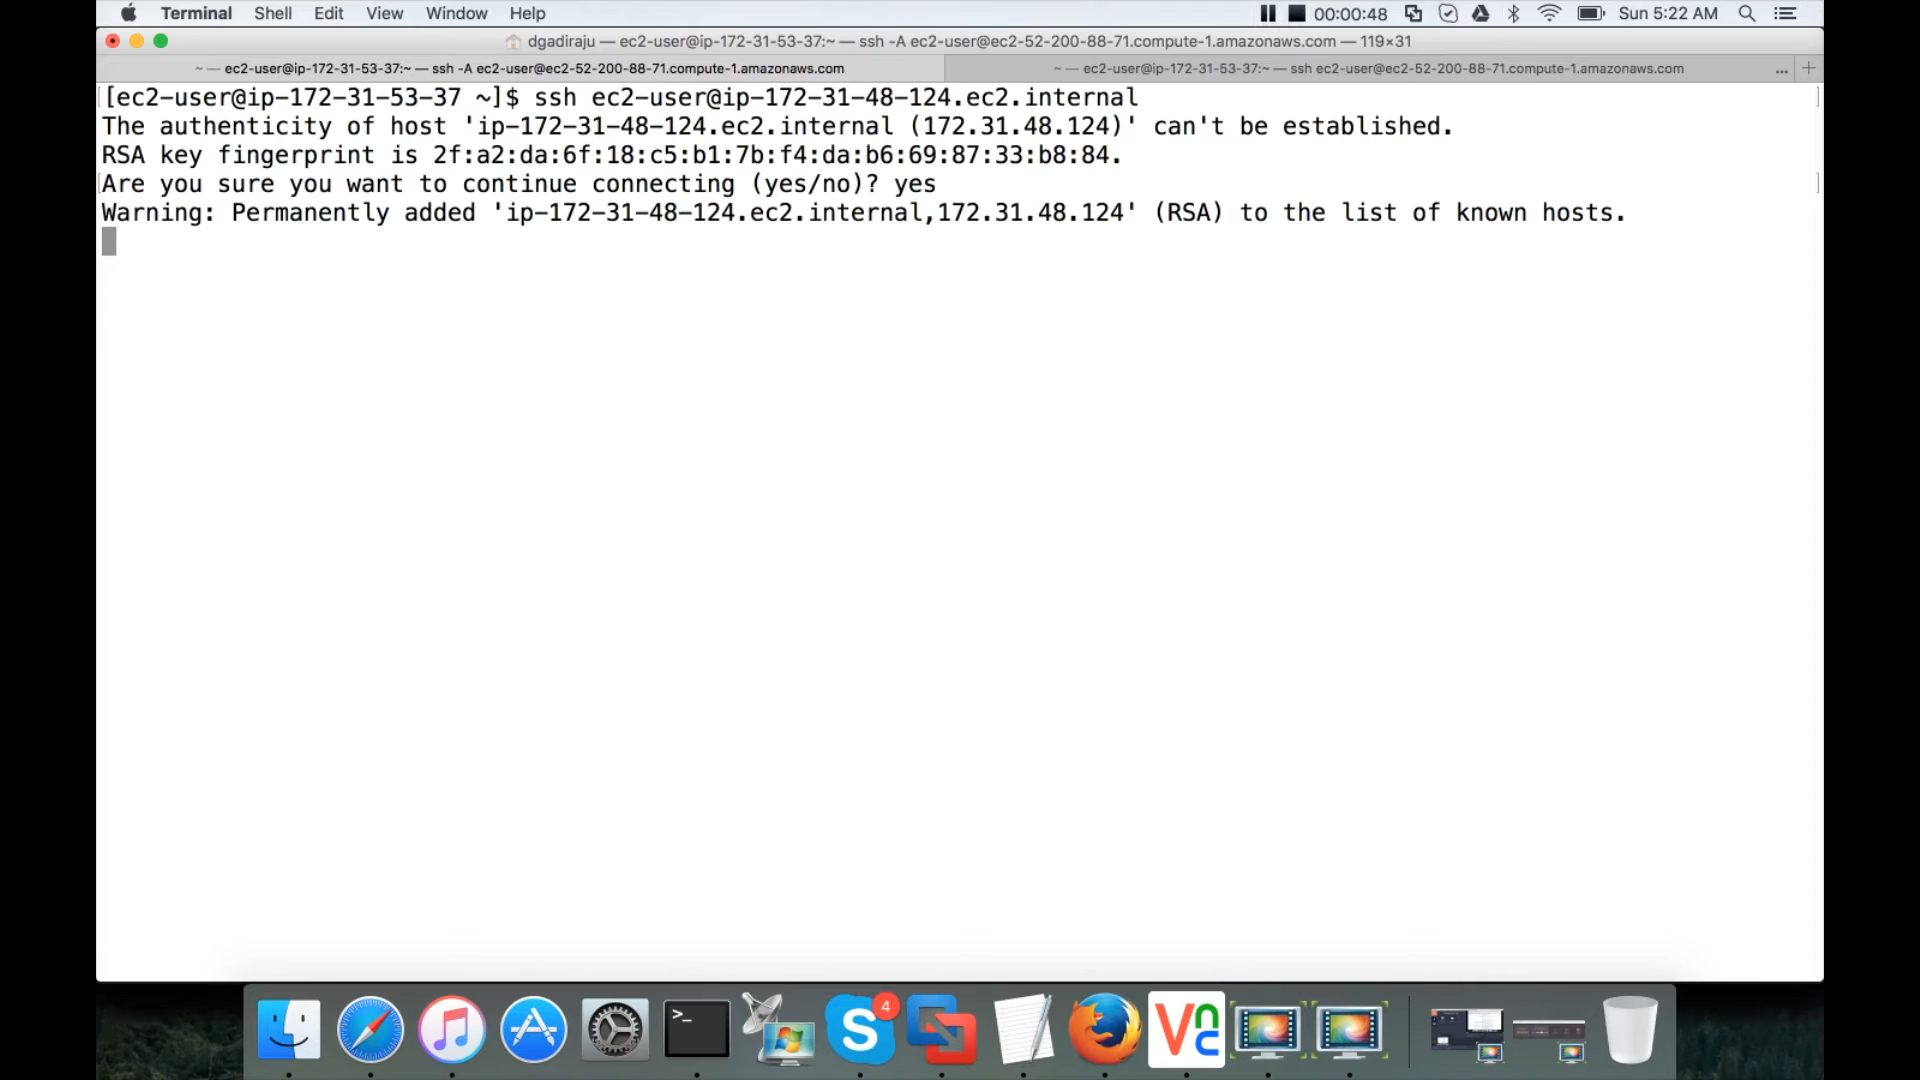 Terminal Shell Edit View Window Help 00:00:48 Sun 5:22 AM
dgadiraju — ec2-user@ip-172-31-53-37:~ — ssh -A ec2-user@ec2-52-200-88-71.compute-1.amazonaws.com — 119×31
~ — ec2-user@ip-172-31-53-37:~ — ssh -A ec2-user@ec2-52-200-88-71.compute-1.amazonaws.com ~ — ec2-user@ip-172-31-53-37:~ — ssh ec2-user@ec2-52-200-88-71.compute-1.amazonaws.com ... +
[ec2-user@ip-172-31-53-37 ~]$ ssh ec2-user@ip-172-31-48-124.ec2.internal
The authenticity of host 'ip-172-31-48-124.ec2.internal (172.31.48.124)' can't be established.
RSA key fingerprint is 2f:a2:da:6f:18:c5:b1:7b:f4:da:b6:69:87:33:b8:84.
Are you sure you want to continue connecting (yes/no)? yes
Warning: Permanently added 'ip-172-31-48-124.ec2.internal,172.31.48.124' (RSA) to the list of known hosts.
>_ S 4 Vnc